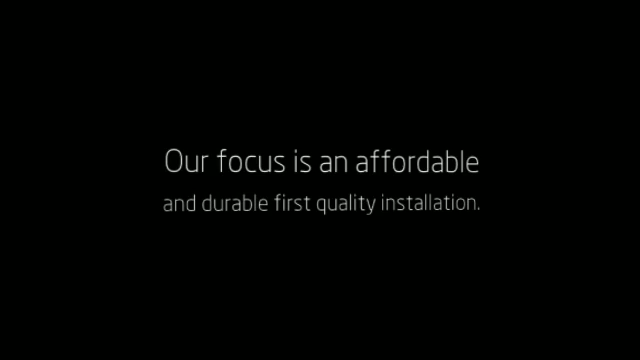 Our focus is an affordable
and durable first quality installation.